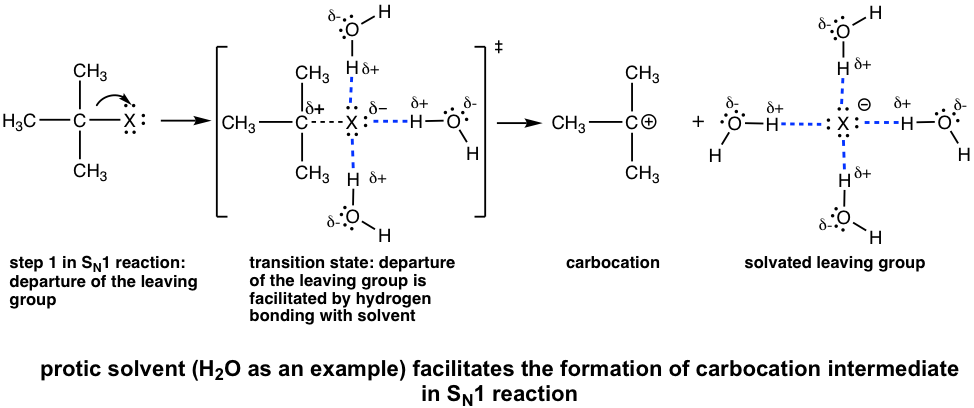 δ- O H
H δ+
CH₃ CH₃ ‡ CH₃ δ- O H
H δ+
H₃C C X CH₃ C δ+ X δ− δ+ H O δ- H CH₃ C ⊕ + δ- O H δ+ H X ⊖ δ+ H O δ- H
CH₃ CH₃ H δ+ CH₃ H δ+
δ- O H δ- O H
step 1 in SN1 reaction:
departure of the leaving
group
transition state: departure
of the leaving group is
facilitated by hydrogen
bonding with solvent
carbocation
solvated leaving group
protic solvent (H₂O as an example) facilitates the formation of carbocation intermediate
in SN1 reaction